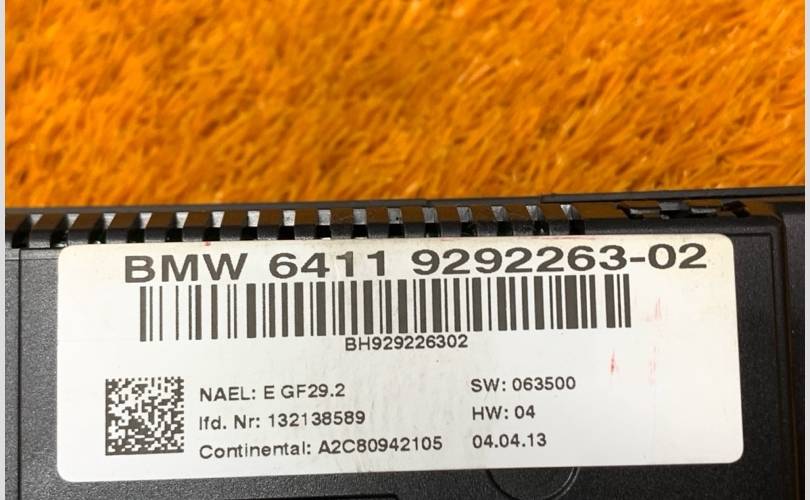 BMW 6411 9292263-02
BH929226302
NAEL: E GF29.2
SW: 063500
lfd. Nr: 132138589
HW: 04
Continental: A2C80942105
04.04.13